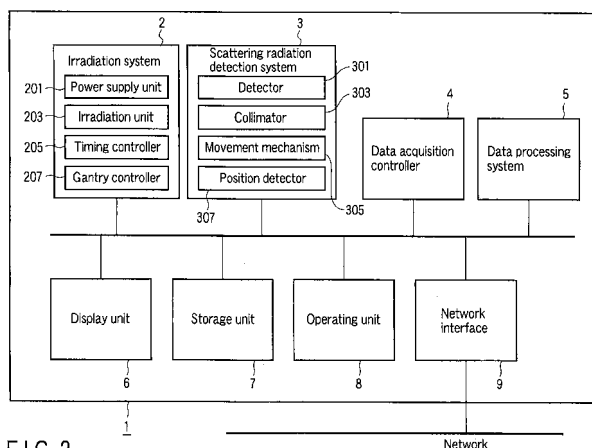 2
3
Irradiation system
201
Power supply unit
203
Irradiation unit
205
Timing controller
207
Gantry controller
Scattering radiation
detection system
301
Detector
303
Collimator
Movement mechanism
305
Position detector
307
4
Data acquisition
controller
5
Data processing
system
Display unit
6
Storage unit
7
Operating unit
8
Network
interface
9
1
FIG. 2
Network